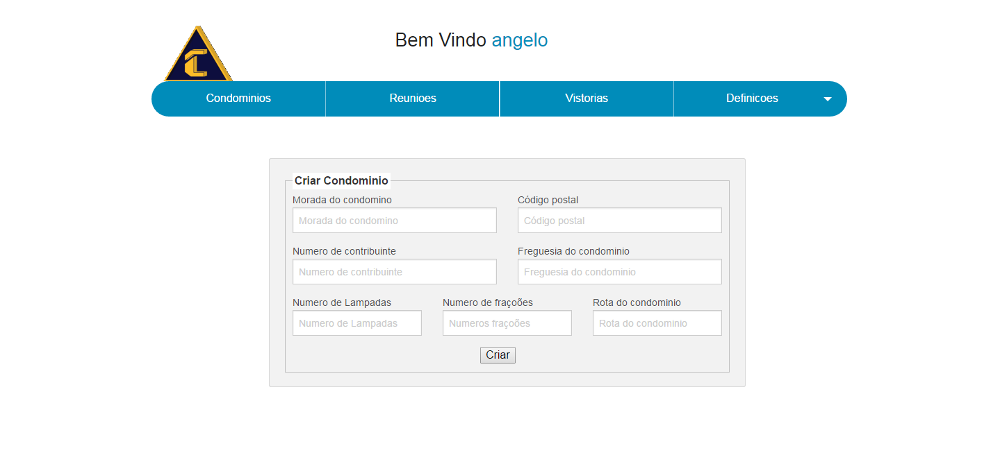 Bem Vindo angelo
Condominios Reunioes Vistorias Definicoes
Criar Condominio
Morada do condomino Código postal
Morada do condomino Código postal
Numero de contribuinte Freguesia do condominio
Numero de contribuinte Freguesia do condominio
Numero de Lampadas Numero de frações Rota do condominio
Numero de Lampadas Numeros frações Rota do condominio
Criar